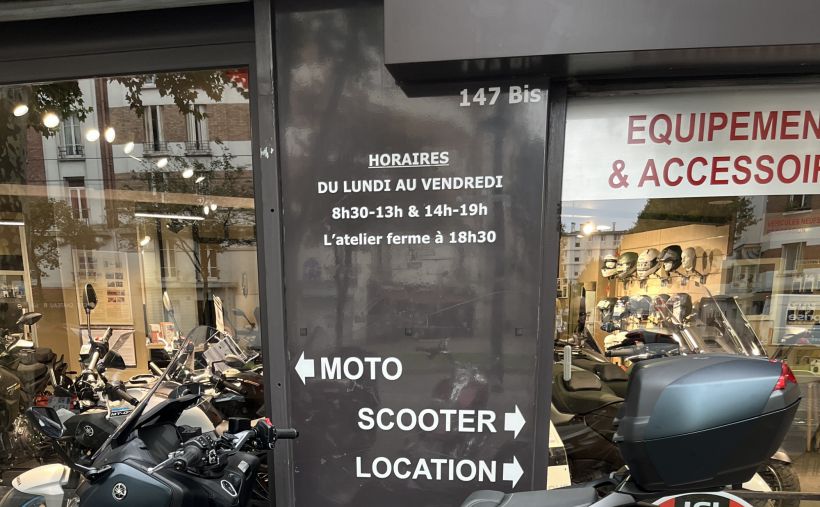 147 Bis
HORAIRES
DU LUNDI AU VENDREDI
8h30-13h & 14h-19h
L'atelier ferme à 18h30
MOTO
SCOOTER
LOCATION
EQUIPEMEN
& ACCESSOIR